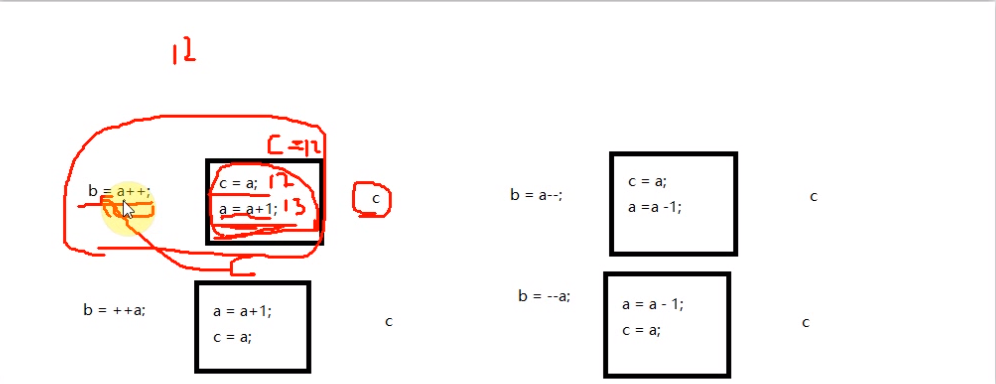 12
C=12
b = a++;
c = a; 12
a = a+1; 13
c
C
b = a--;
c = a;
a =a -1;
c
b = ++a;
a = a+1;
c = a;
c
b = --a;
a = a - 1;
c = a;
c